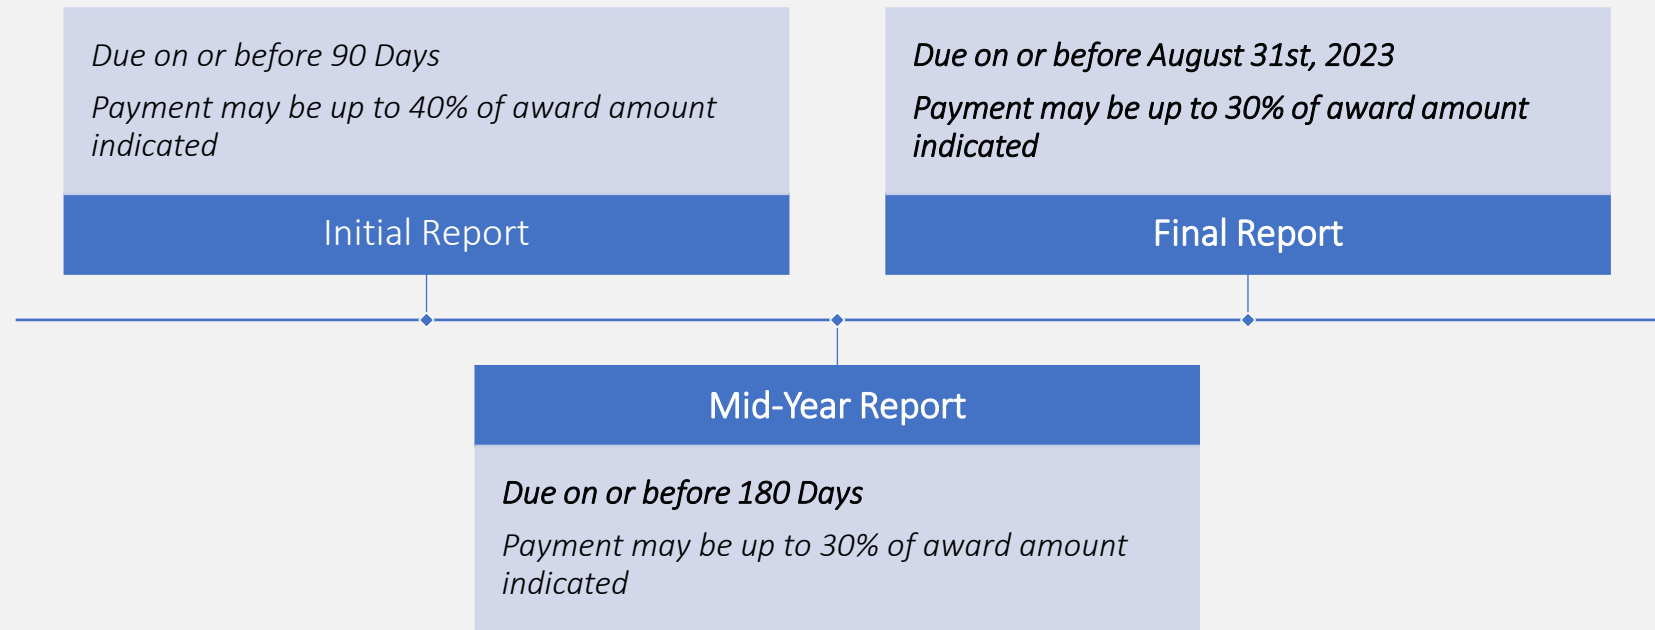 Due on or before 90 Days
Payment may be up to 40% of award amount
indicated
Initial Report
Due on or before August 31st, 2023
Payment may be up to 30% of award amount
indicated
Final Report
Mid-Year Report
Due on or before 180 Days
Payment may be up to 30% of award amount
indicated